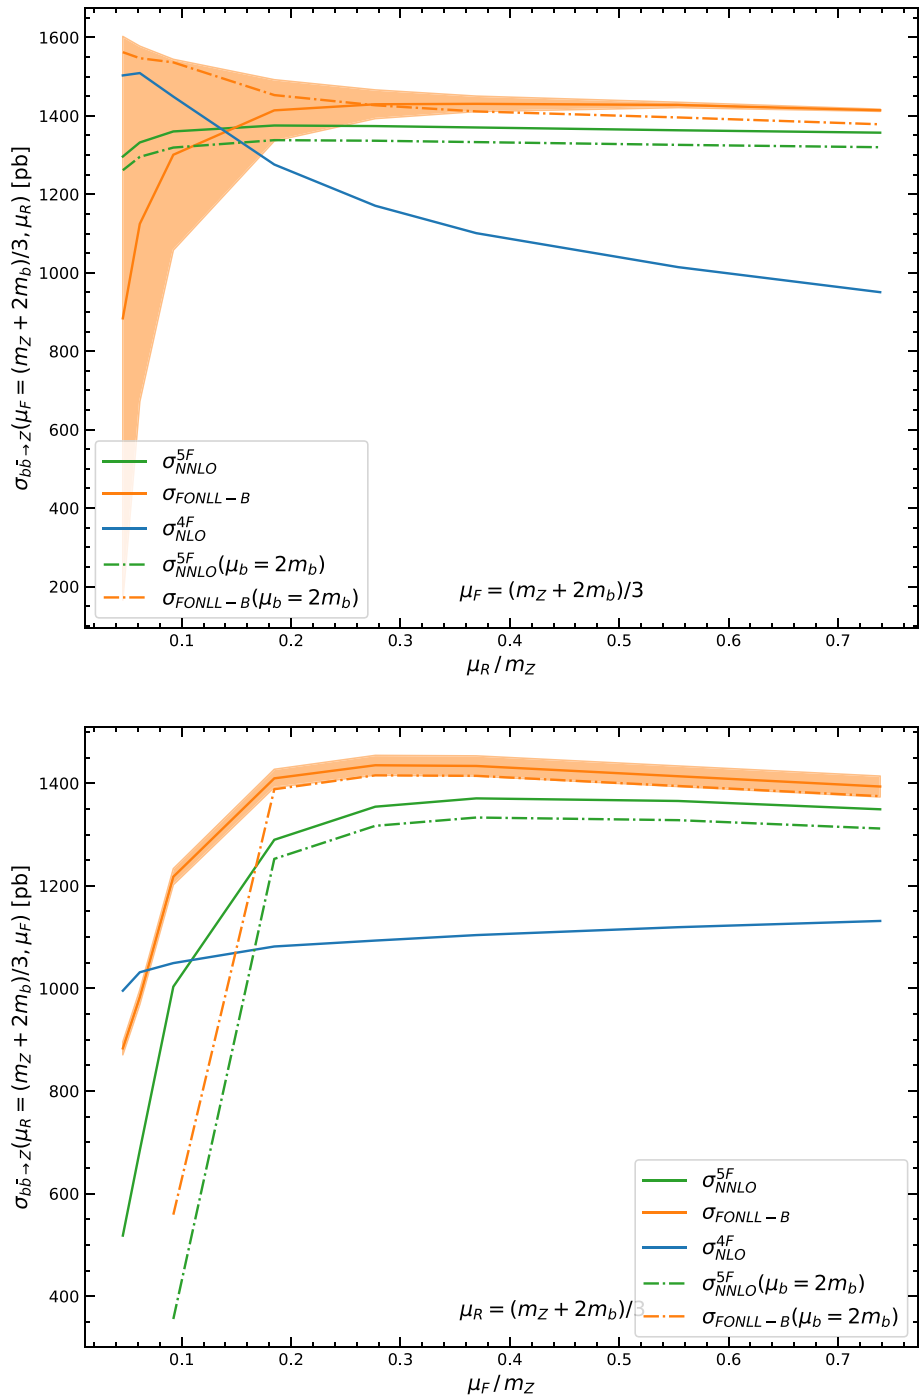 σ_{bb̄→Z}(μ_F = (m_Z + 2m_b)/3, μ_R) [pb]
1600
1400
1200
1000
800
600
400
200
σ^{5F}_{NNLO}
σ_{FONLL−B}
σ^{4F}_{NLO}
σ^{5F}_{NNLO}(μ_b = 2m_b)
σ_{FONLL−B}(μ_b = 2m_b)
μ_F = (m_Z + 2m_b)/3
0.1 0.2 0.3 0.4 0.5 0.6 0.7
μ_R / m_Z
σ_{bb̄→Z}(μ_R = (m_Z + 2m_b)/3, μ_F) [pb]
1400
1200
1000
800
600
400
σ^{5F}_{NNLO}
σ_{FONLL−B}
σ^{4F}_{NLO}
σ^{5F}_{NNLO}(μ_b = 2m_b)
σ_{FONLL−B}(μ_b = 2m_b)
μ_R = (m_Z + 2m_b)/3
0.1 0.2 0.3 0.4 0.5 0.6 0.7
μ_F / m_Z